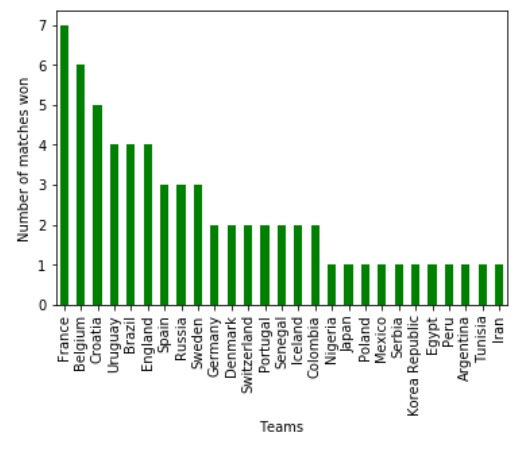 Number of matches won
7
6
5
4
3
2
1
0
France
Belgium
Croatia
Uruguay
Brazil
England
Spain
Russia
Sweden
Germany
Denmark
Switzerland
Portugal
Senegal
Iceland
Colombia
Nigeria
Japan
Poland
Mexico
Serbia
Korea Republic
Egypt
Peru
Argentina
Tunisia
Iran
Teams